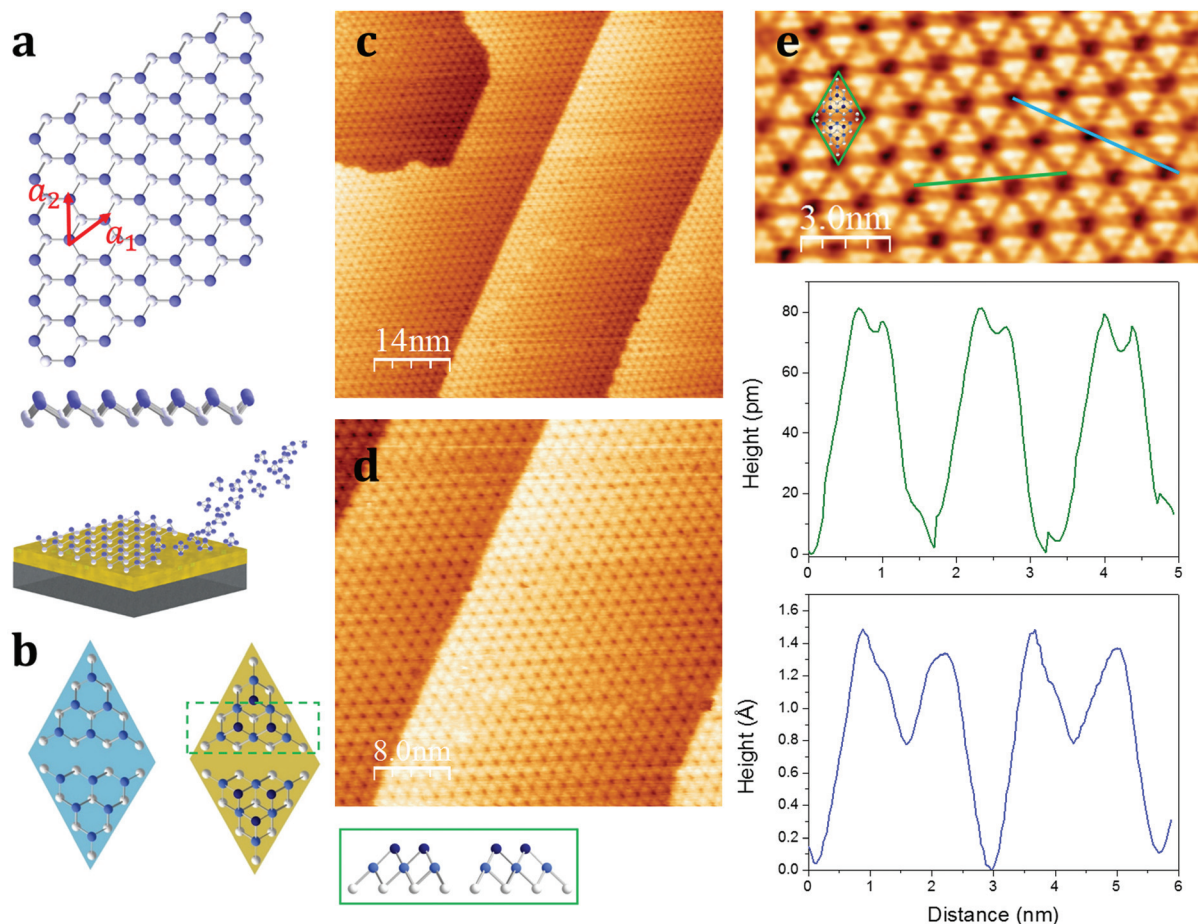 a
a2
a1
b
c
14nm
d
8.0nm
e
3.0nm
Height (pm)
80
60
40
20
0
0 1 2 3 4 5
Height (Å)
1.6
1.4
1.2
1.0
0.8
0.6
0.4
0.2
0.0
0 1 2 3 4 5 6
Distance (nm)